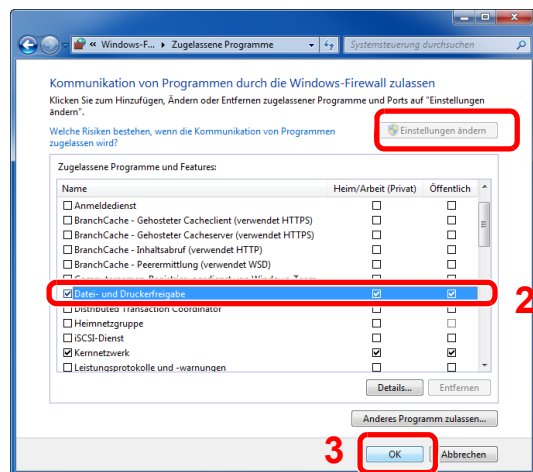 « Windows-F... ▸ Zugelassene Programme
Systemsteuerung durchsuchen
Kommunikation von Programmen durch die Windows-Firewall zulassen
Klicken Sie zum Hinzufügen, Ändern oder Entfernen zugelassener Programme und Ports auf "Einstellungen
ändern".
Welche Risiken bestehen, wenn die Kommunikation von Programmen
zugelassen wird?
Einstellungen ändern
Zugelassene Programme und Features:
Name Heim/Arbeit (Privat) Öffentlich
Anmeldedienst
BranchCache - Gehosteter Cacheclient (verwendet HTTPS)
BranchCache - Gehosteter Cacheserver (verwendet HTTPS)
BranchCache - Inhaltsabruf (verwendet HTTP)
BranchCache - Peerermittlung (verwendet WSD)
Datei- und Druckerfreigabe
2
Distributed Transaction Coordinator
Heimnetzgruppe
iSCSI-Dienst
Kernnetzwerk
Leistungsprotokolle und -warnungen
Details... Entfernen
Anderes Programm zulassen...
3
OK Abbrechen